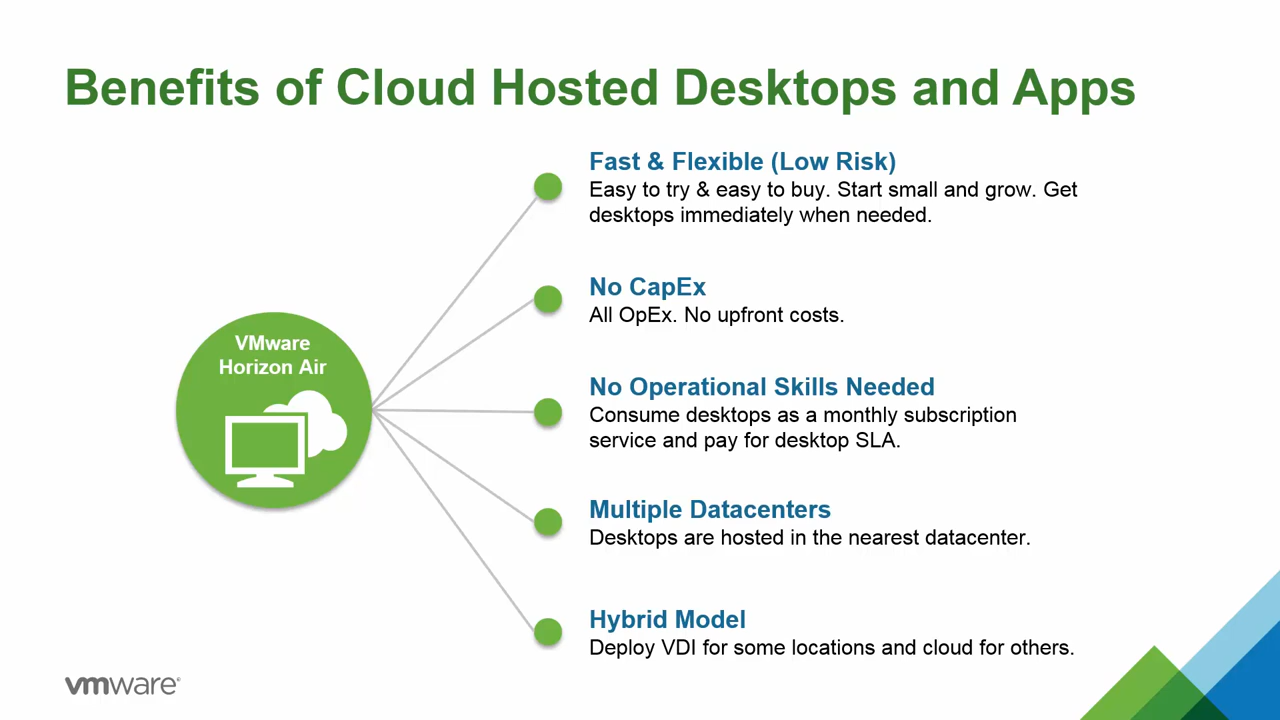 Benefits of Cloud Hosted Desktops and Apps
VMware
Horizon Air
Fast & Flexible (Low Risk)
Easy to try & easy to buy. Start small and grow. Get
desktops immediately when needed.
No CapEx
All OpEx. No upfront costs.
No Operational Skills Needed
Consume desktops as a monthly subscription
service and pay for desktop SLA.
Multiple Datacenters
Desktops are hosted in the nearest datacenter.
Hybrid Model
Deploy VDI for some locations and cloud for others.
vmware®